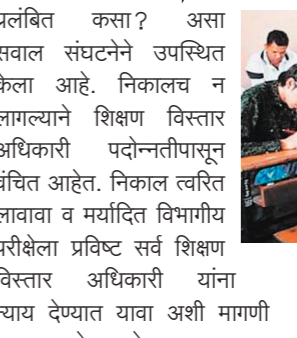 प्रलंबित कसा? असा
सवाल संघटनेने उपस्थित
केला आहे. निकालच न
लागल्याने शिक्षण विस्तार
अधिकारी पदोन्नतीपासून
वंचित आहेत. निकाल त्वरित
लावावा व मर्यादित विभागीय
परीक्षेला प्रविष्ट सर्व शिक्षण
विस्तार अधिकारी यांना
न्याय देण्यात यावा अशी मागणी